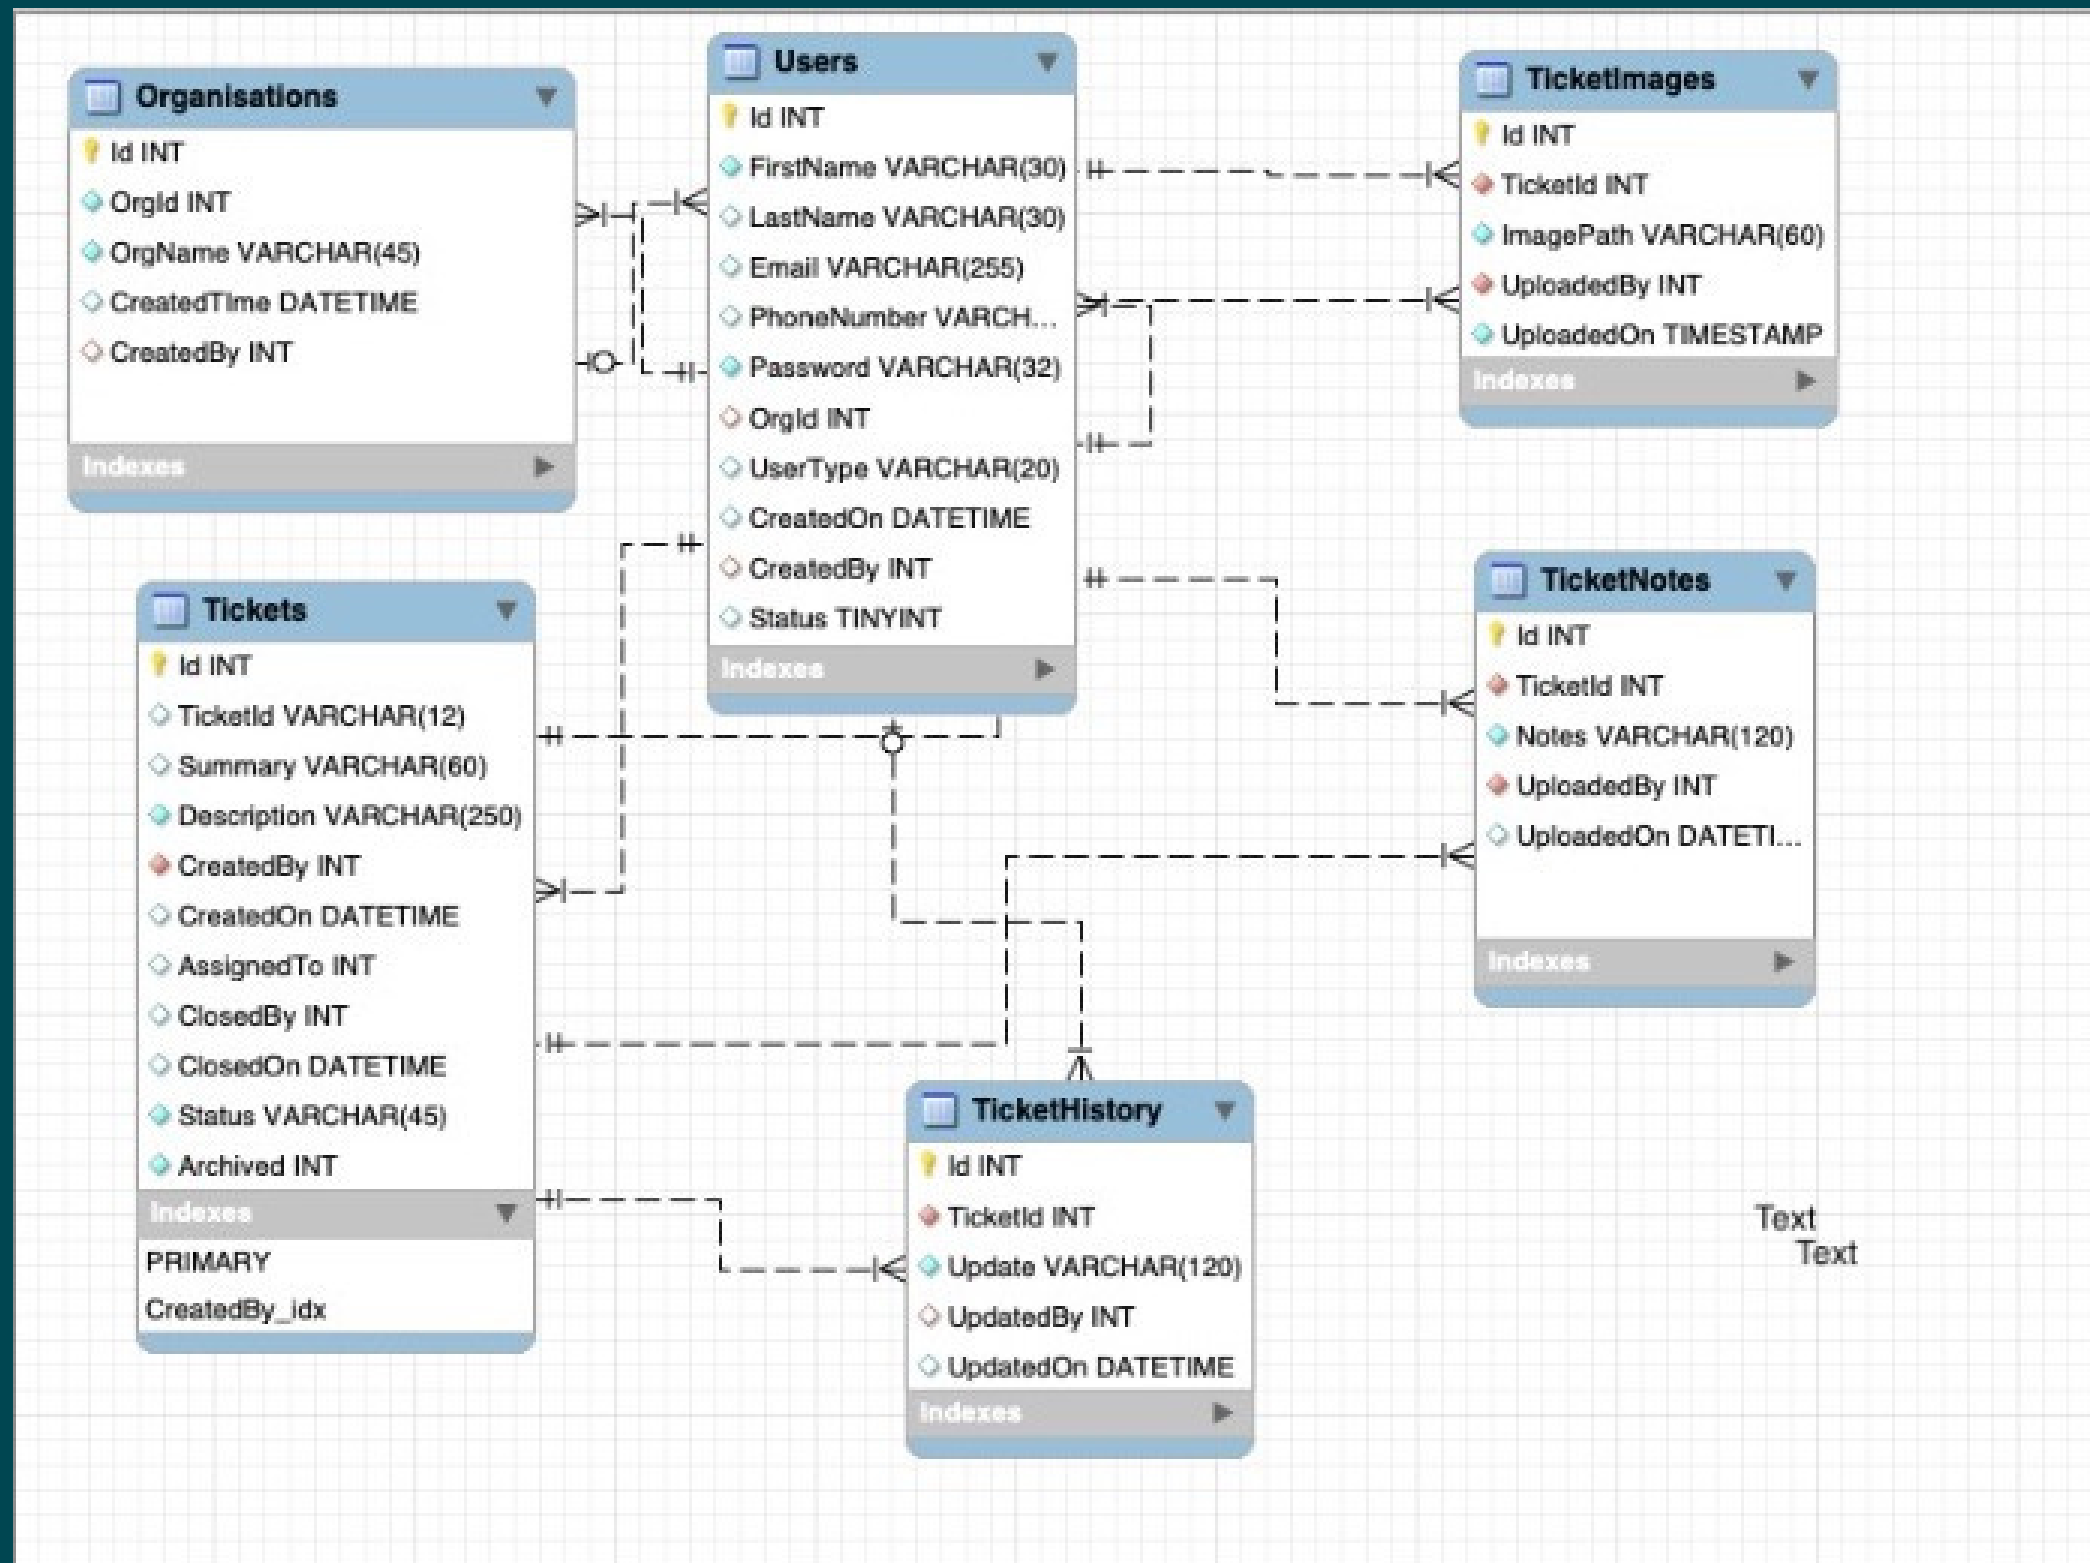 Organisations
Id INT
OrgId INT
OrgName VARCHAR(45)
CreatedTime DATETIME
CreatedBy INT
Indexes
Users
Id INT
FirstName VARCHAR(30)
LastName VARCHAR(30)
Email VARCHAR(255)
PhoneNumber VARCH...
Password VARCHAR(32)
OrgId INT
UserType VARCHAR(20)
CreatedOn DATETIME
CreatedBy INT
Status TINYINT
Indexes
TicketImages
Id INT
TicketId INT
ImagePath VARCHAR(60)
UploadedBy INT
UploadedOn TIMESTAMP
Indexes
Tickets
Id INT
TicketId VARCHAR(12)
Summary VARCHAR(60)
Description VARCHAR(250)
CreatedBy INT
CreatedOn DATETIME
AssignedTo INT
ClosedBy INT
ClosedOn DATETIME
Status VARCHAR(45)
Archived INT
Indexes
PRIMARY
CreatedBy_idx
TicketNotes
Id INT
TicketId INT
Notes VARCHAR(120)
UploadedBy INT
UploadedOn DATETI...
Indexes
TicketHistory
Id INT
TicketId INT
Update VARCHAR(120)
UpdatedBy INT
UpdatedOn DATETIME
Indexes
Text
Text